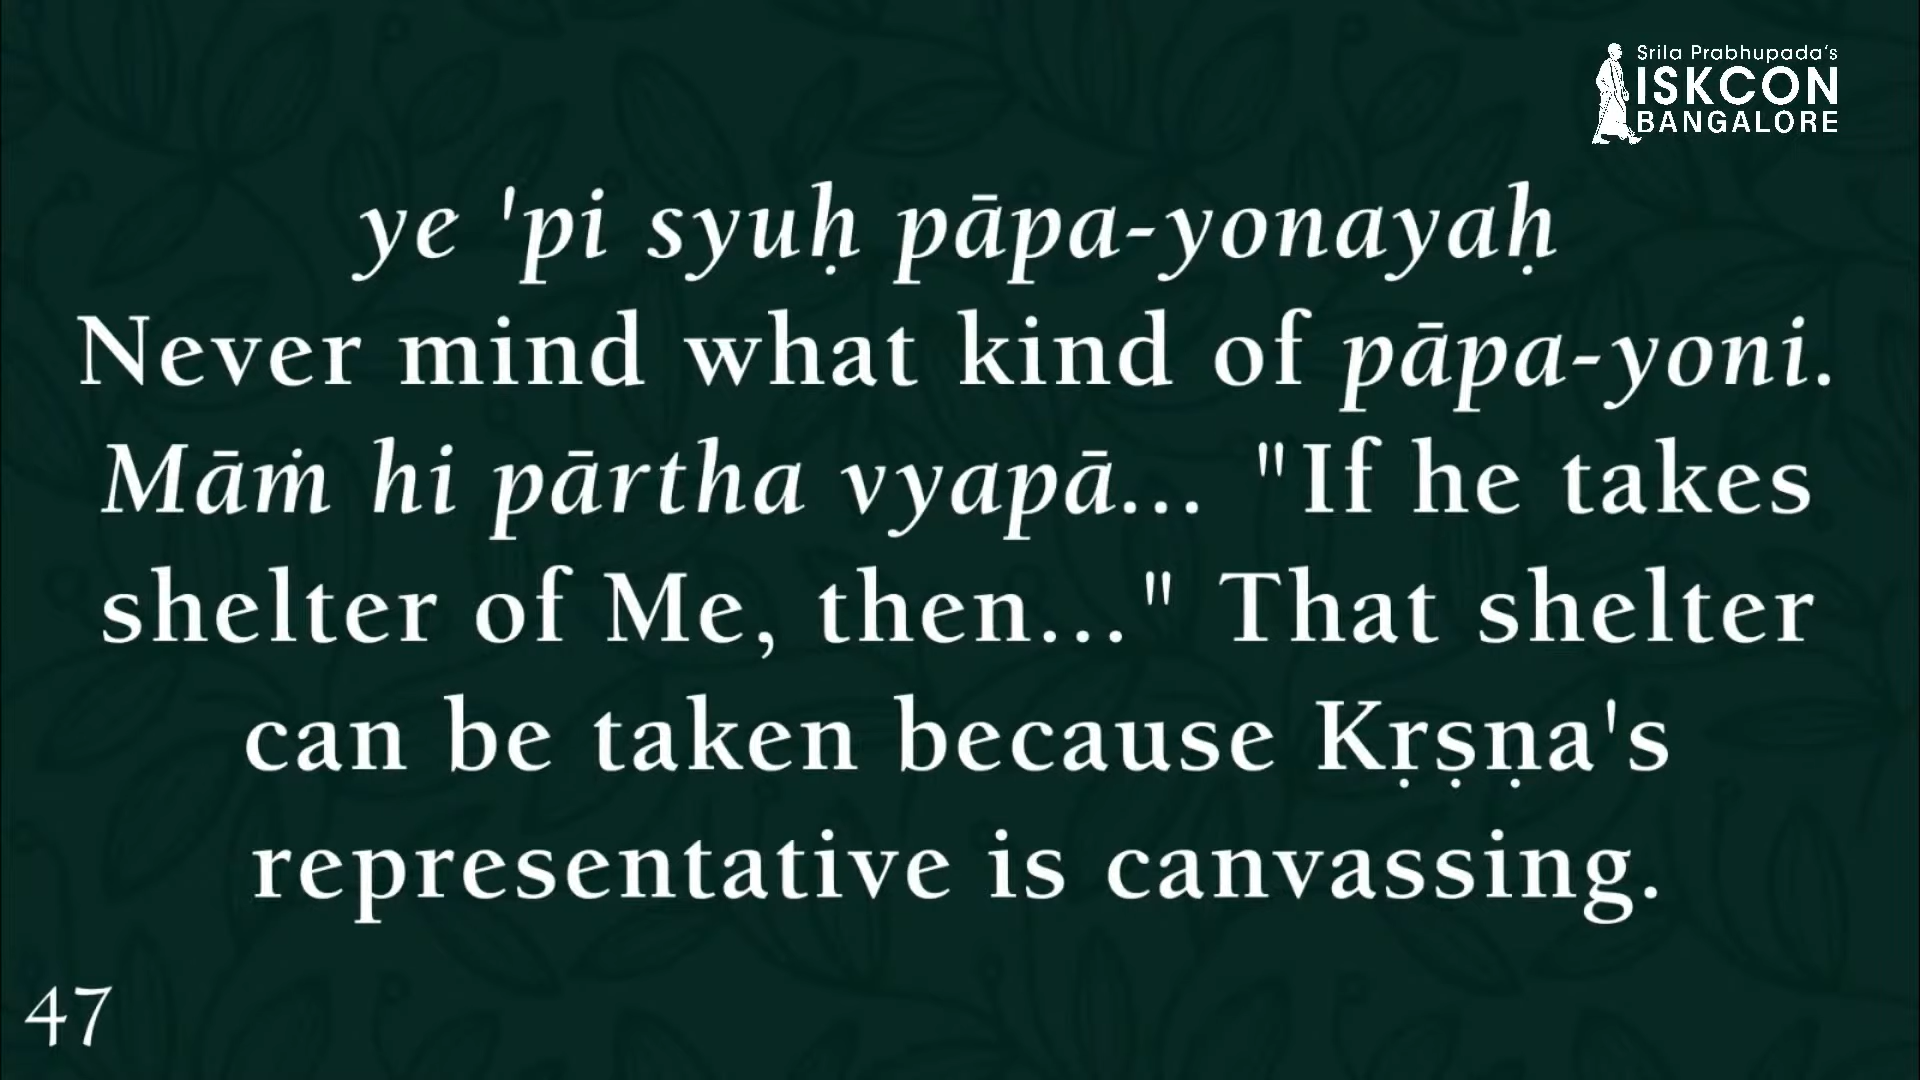 Srila Prabhupada's
ISKCON
BANGALORE
ye 'pi syuḥ pāpa-yonayaḥ
Never mind what kind of pāpa-yoni.
Māṁ hi pārtha vyapā... "If he takes
shelter of Me, then..." That shelter
can be taken because Kṛṣṇa's
representative is canvassing.
47